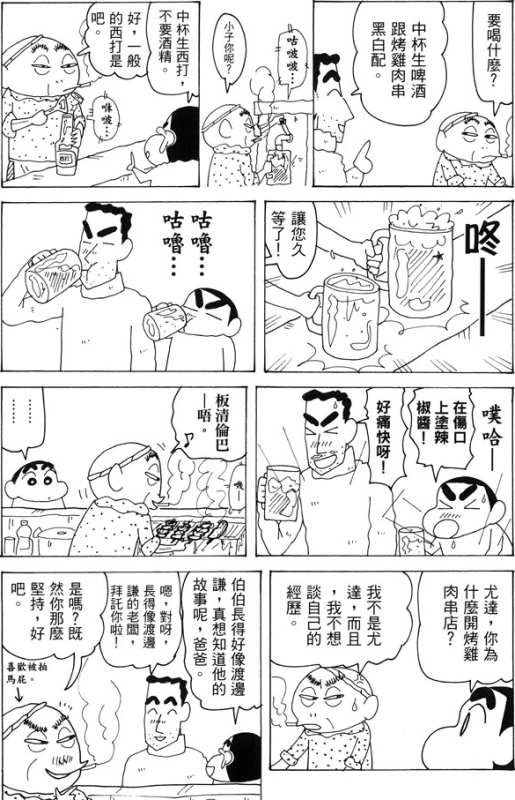 要喝什麼？
中杯生啤酒
跟烤雞肉串
黑白配。
咕啵啵…
小子你呢？
中杯生西打，
不要酒精。
好，一般
的西打是
吧。
咻啵…
咚——
讓您久
等了！
咕嚕…
咕嚕…
噗哈——
在傷口
上塗辣
椒醬！
好痛快呀！
板清倫巴
——唔。
………
………
尤達，你為
什麼開烤雞
肉串店？
我不是尤
達，而且
，我不想
談自己的
經歷。
伯伯長得好像渡邊
謙，真想知道他的
故事呢，爸爸。
嗯，對呀，
長得像渡邊
謙的老闆，
拜託你啦！
是嗎？既
然你那麼
堅持，好
吧。
喜歡被拍
馬屁。